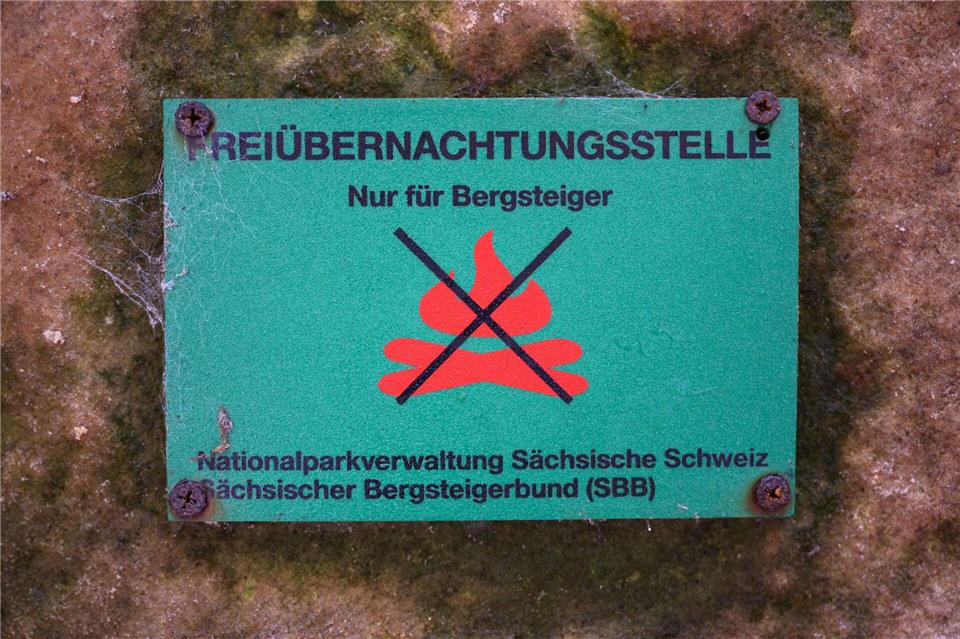 FREIÜBERNACHTUNGSSTELLE
Nur für Bergsteiger
Nationalparkverwaltung Sächsische Schweiz
Sächsischer Bergsteigerbund (SBB)